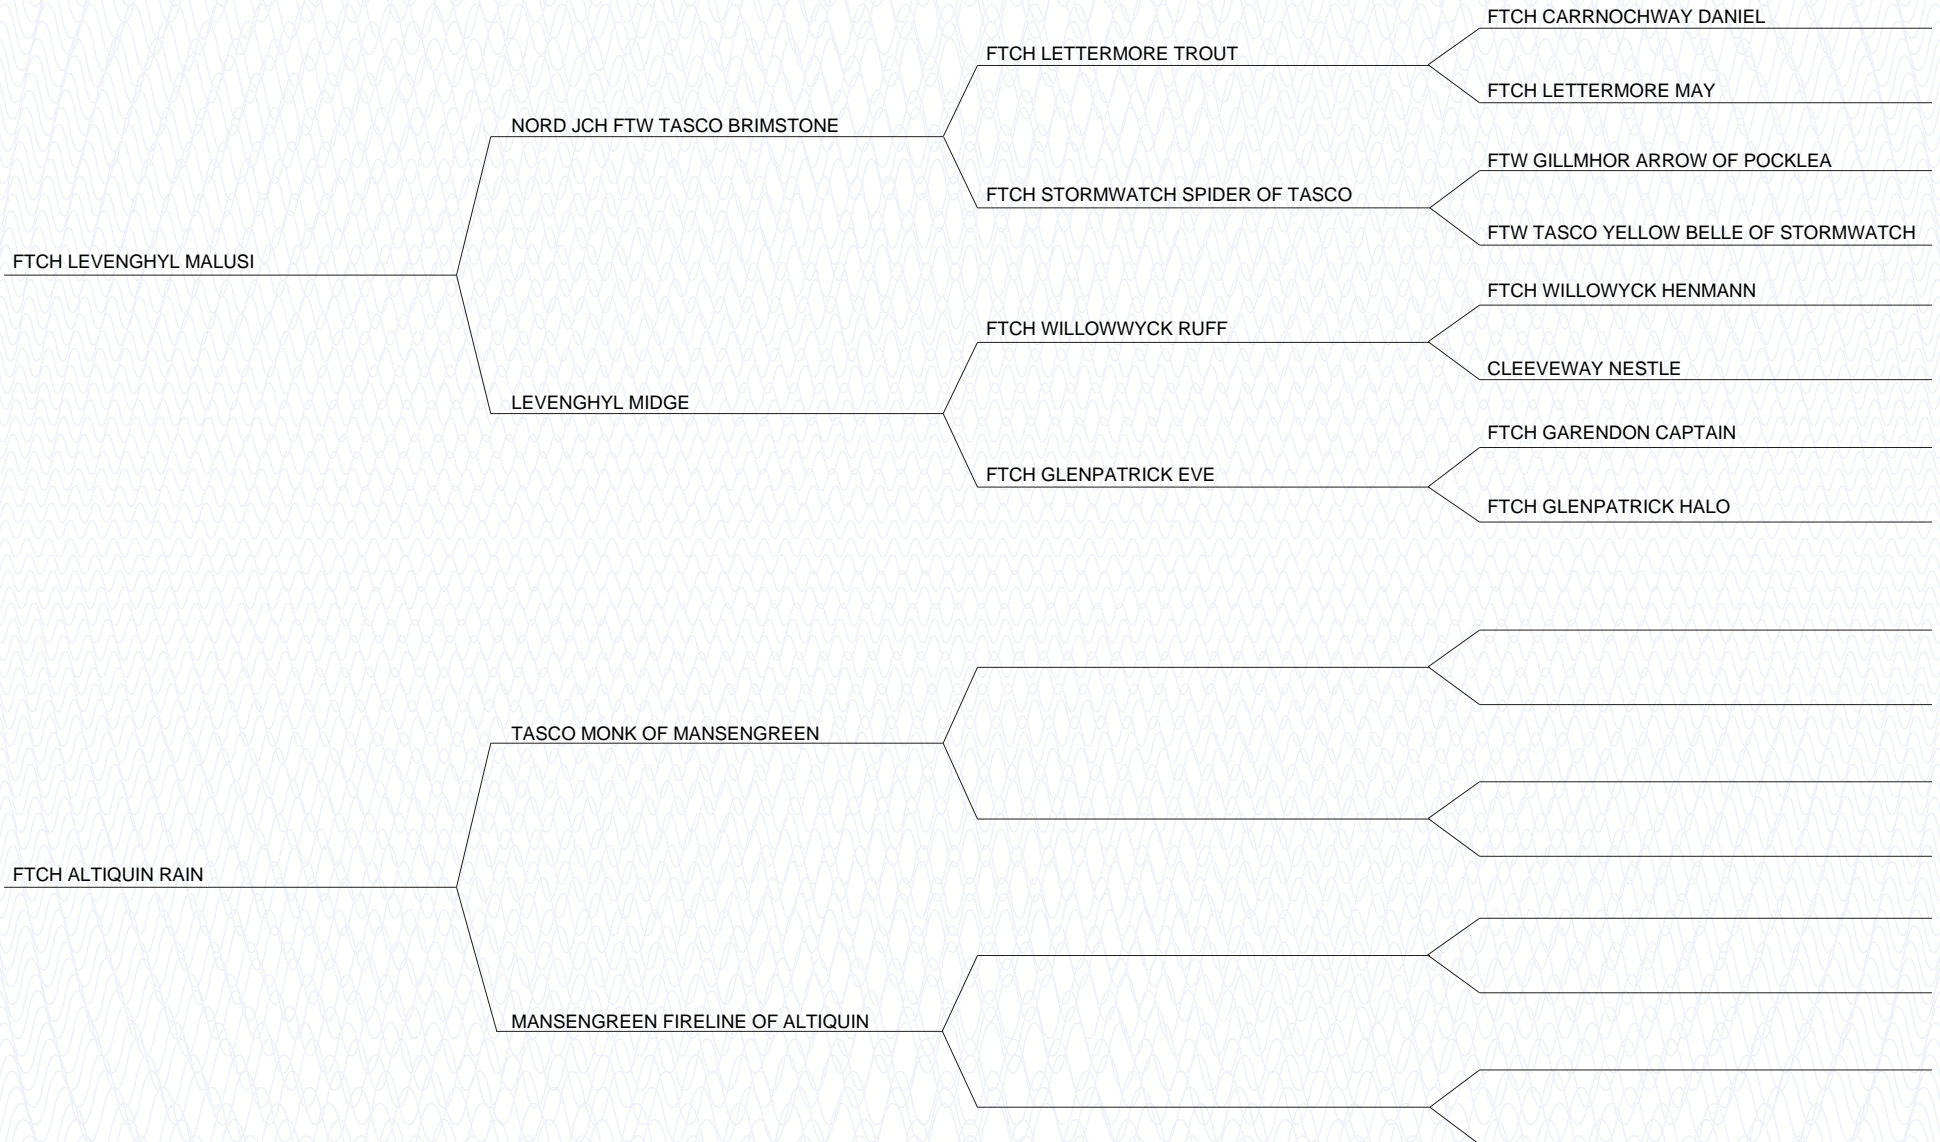 FTCH CARRNOCHWAY DANIEL
FTCH LETTERMORE TROUT
FTCH LETTERMORE MAY
NORD JCH FTW TASCO BRIMSTONE
FTW GILLMHOR ARROW OF POCKLEA
FTCH STORMWATCH SPIDER OF TASCO
FTW TASCO YELLOW BELLE OF STORMWATCH
FTCH LEVENGHYL MALUSI
FTCH WILLOWYCK HENMANN
FTCH WILLOWWYCK RUFF
CLEEVEWAY NESTLE
LEVENGHYL MIDGE
FTCH GARENDON CAPTAIN
FTCH GLENPATRICK EVE
FTCH GLENPATRICK HALO
TASCO MONK OF MANSENGREEN
FTCH ALTIQUIN RAIN
MANSENGREEN FIRELINE OF ALTIQUIN